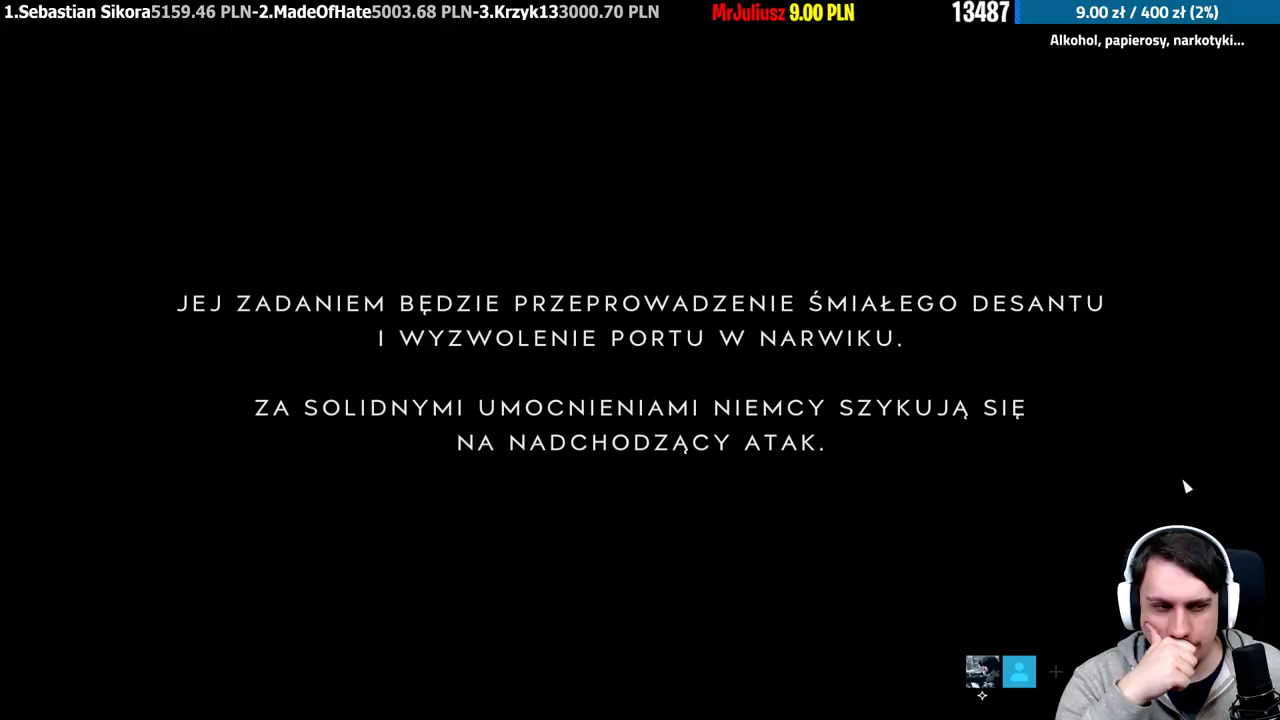 1.Sebastian Sikora5159.46 PLN-2.MadeOfHate5003.68 PLN-3.Krzyk133000.70 PLN MrJuliusz 9.00 PLN 13487 9.00 zł / 400 zł (2%)
Alkohol, papierosy, narkotyki...
JEJ ZADANIEM BĘDZIE PRZEPROWADZENIE ŚMIAŁEGO DESANTU
I WYZWOLENIE PORTU W NARWIKU.
ZA SOLIDNYMI UMOCNIENIAMI NIEMCY SZYKUJĄ SIĘ
NA NADCHODZĄCY ATAK.